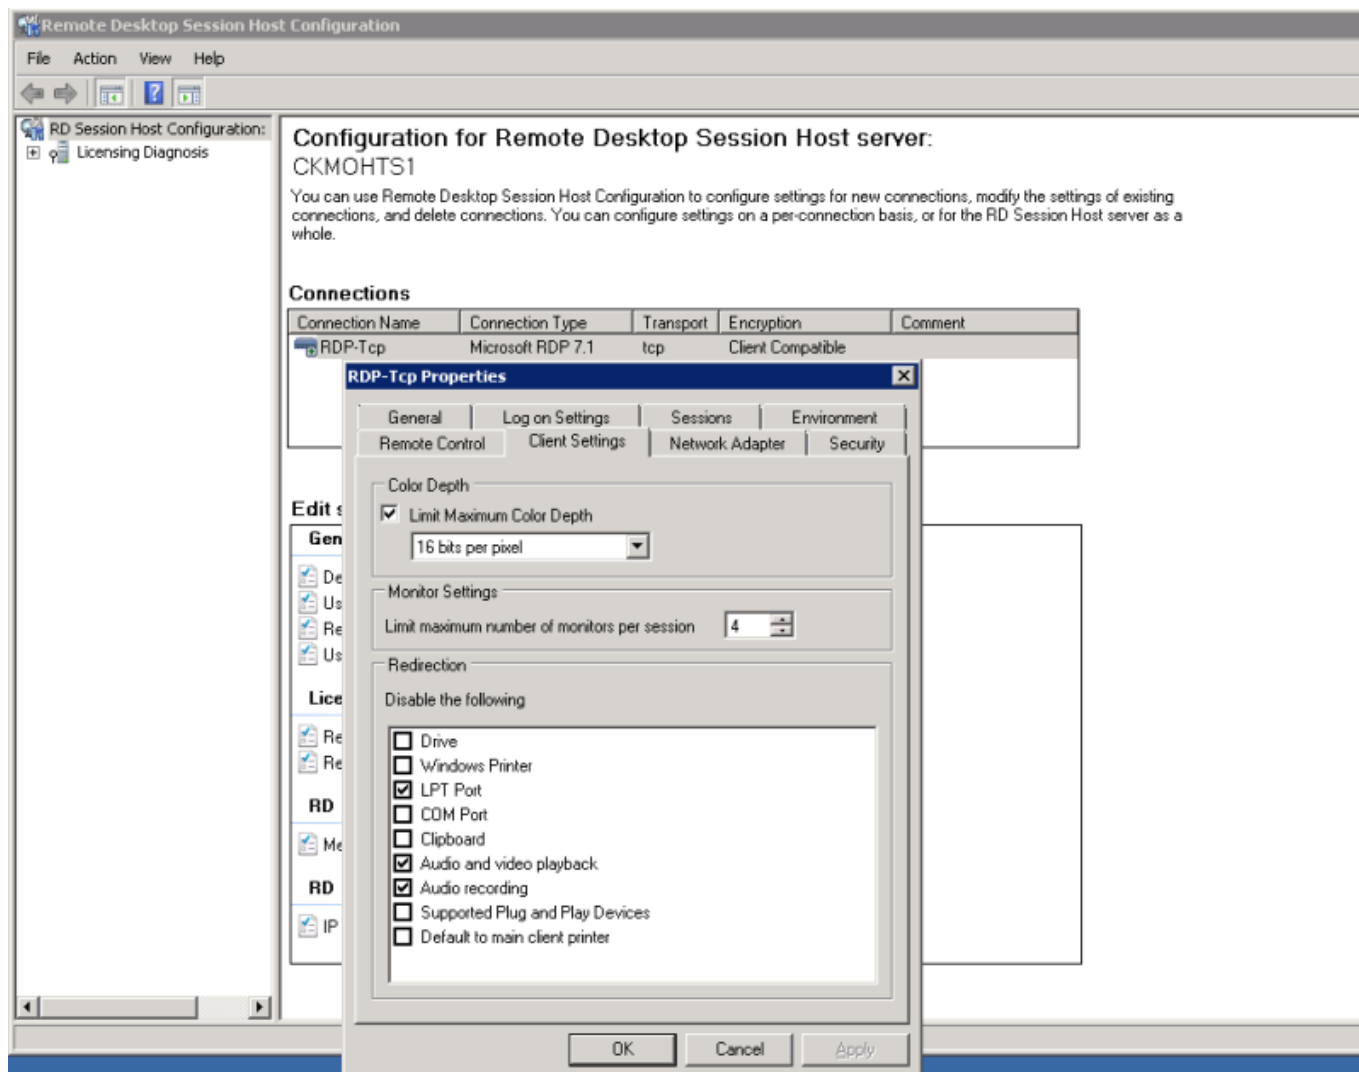 Remote Desktop Session Host Configuration
File Action View Help
RD Session Host Configuration:
Licensing Diagnosis
Configuration for Remote Desktop Session Host server:
CKMOHTS1
You can use Remote Desktop Session Host Configuration to configure settings for new connections, modify the settings of existing
connections, and delete connections. You can configure settings on a per-connection basis, or for the RD Session Host server as a
whole.
Connections
Connection Name Connection Type Transport Encryption Comment
RDP-Tcp Microsoft RDP 7.1 tcp Client Compatible
RDP-Tcp Properties
General Log on Settings Sessions Environment
Remote Control Client Settings Network Adapter Security
Color Depth
Limit Maximum Color Depth
16 bits per pixel
Monitor Settings
Limit maximum number of monitors per session 4
Redirection
Disable the following
Drive
Windows Printer
LPT Port
COM Port
Clipboard
Audio and video playback
Audio recording
Supported Plug and Play Devices
Default to main client printer
OK Cancel Apply
Edit s
Gen
De
Us
Re
Us
Lice
Re
Re
RD
Me
RD
IP